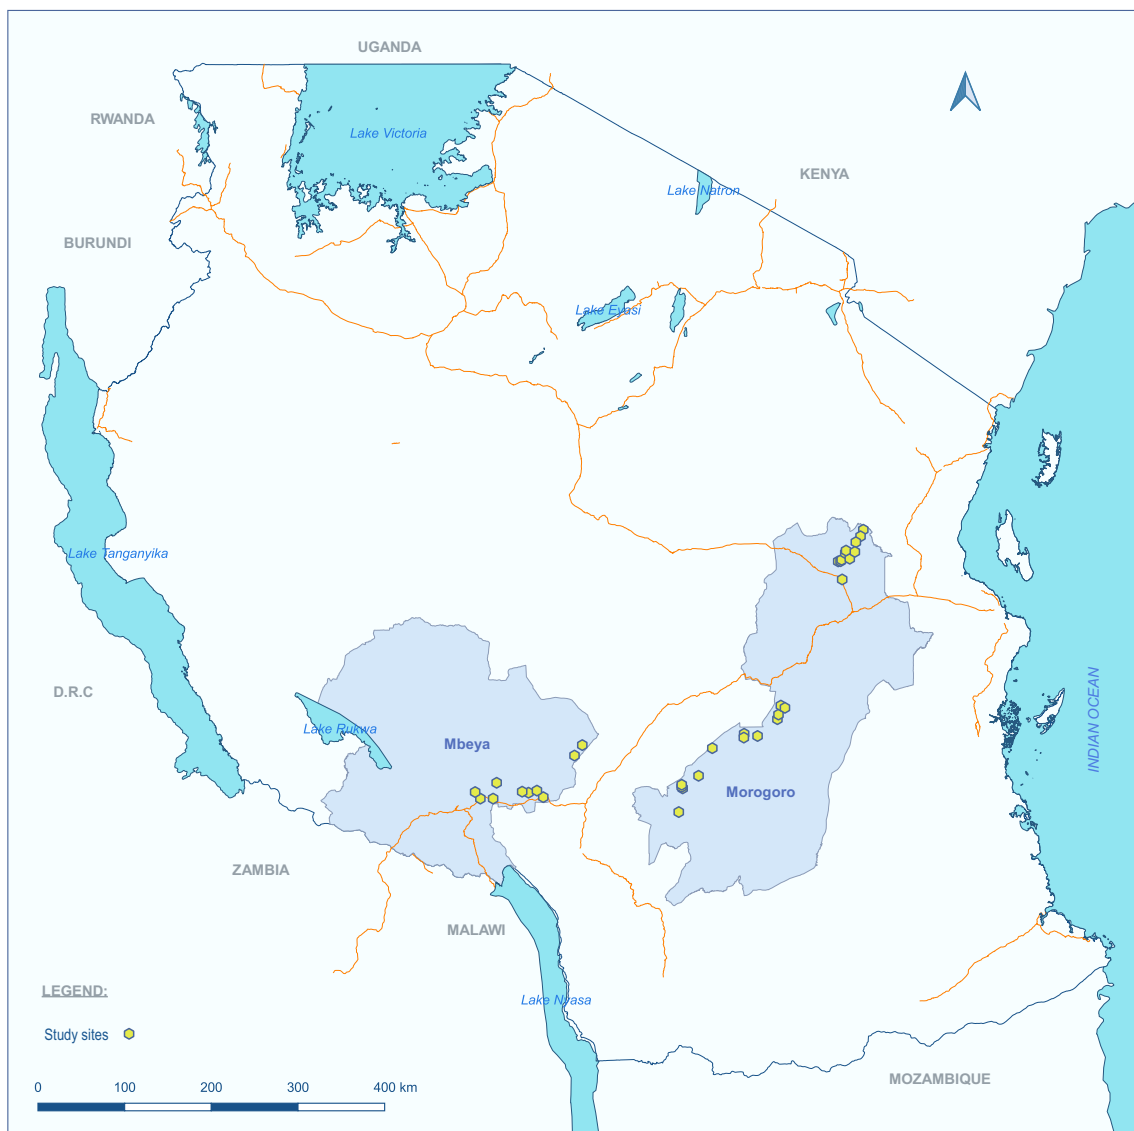 UGANDA
RWANDA
Lake Victoria
KENYA
Lake Natron
BURUNDI
Lake Eyasi
Lake Tanganyika
D.R.C
INDIAN OCEAN
Lake Rukwa
Mbeya
Morogoro
ZAMBIA
MALAWI
LEGEND:
Lake Nyasa
Study sites
MOZAMBIQUE
0 100 200 300 400 km